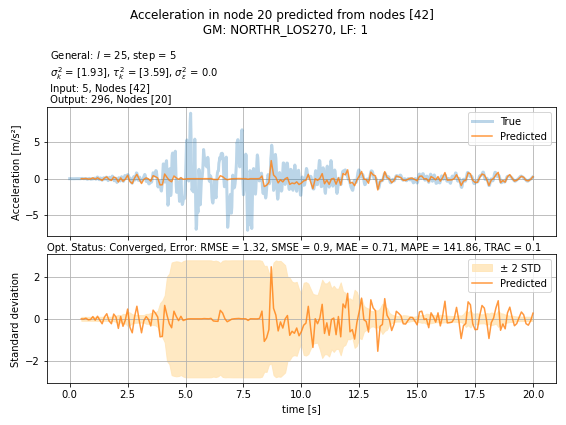 Acceleration in node 20 predicted from nodes [42]
GM: NORTHR_LOS270, LF: 1
General: l = 25, step = 5
σ²ₖ = [1.93], τ²ₖ = [3.59], σ²ε = 0.0
Input: 5, Nodes [42]
Output: 296, Nodes [20]
Acceleration [m/s²]
5
0
−5
True
Predicted
Opt. Status: Converged, Error: RMSE = 1.32, SMSE = 0.9, MAE = 0.71, MAPE = 141.86, TRAC = 0.1
Standard deviation
2
0
−2
± 2 STD
Predicted
0.0 2.5 5.0 7.5 10.0 12.5 15.0 17.5 20.0
time [s]